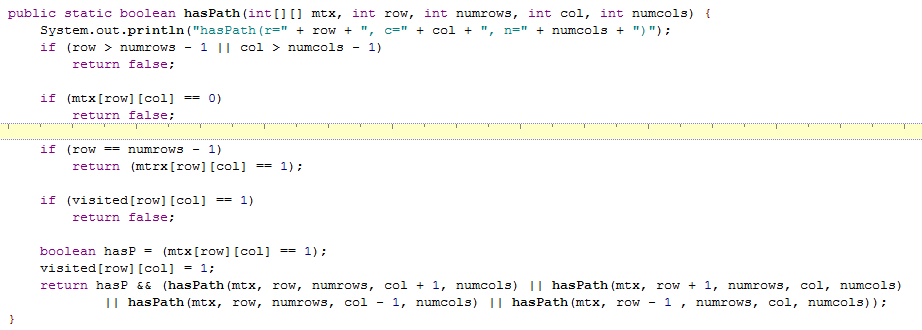 public static boolean hasPath(int[][] mtx, int row, int numrows, int col, int numcols) {
    System.out.println("hasPath(r=" + row + ", c=" + col + ", n=" + numcols + ")");
    if (row > numrows - 1 || col > numcols - 1)
        return false;

    if (mtx[row][col] == 0)
        return false;

    if (row == numrows - 1)
        return (mtrx[row][col] == 1);

    if (visited[row][col] == 1)
        return false;

    boolean hasP = (mtx[row][col] == 1);
    visited[row][col] = 1;
    return hasP && (hasPath(mtx, row, numrows, col + 1, numcols) || hasPath(mtx, row + 1, numrows, col, numcols)
            || hasPath(mtx, row, numrows, col - 1, numcols) || hasPath(mtx, row - 1 , numrows, col, numcols));
}